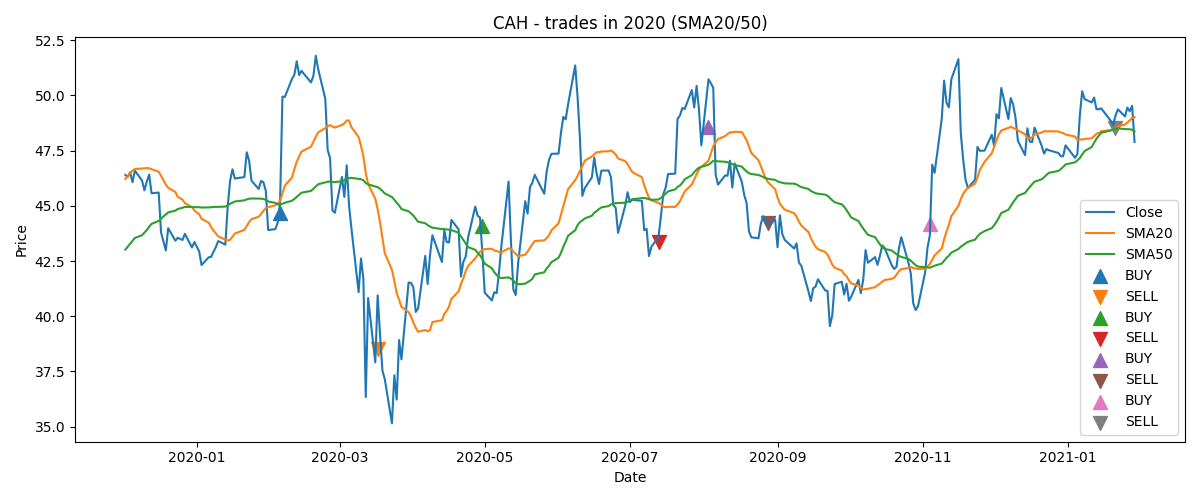 CAH - trades in 2020 (SMA20/50)
52.5
50.0
47.5
45.0
42.5
40.0
37.5
35.0
Price
2020-01
2020-03
2020-05
2020-07
2020-09
2020-11
2021-01
Date
Close
SMA20
SMA50
BUY
SELL
BUY
SELL
BUY
SELL
BUY
SELL